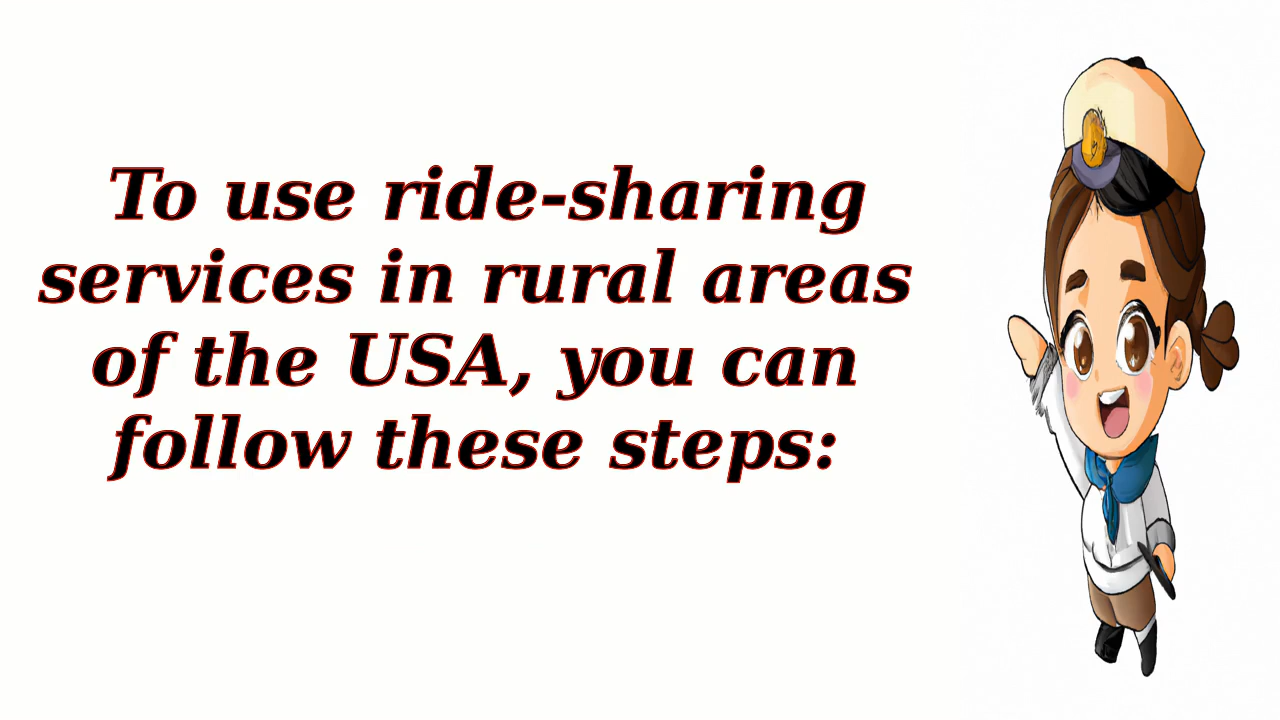 To use ride-sharing
services in rural areas
of the USA, you can
follow these steps: